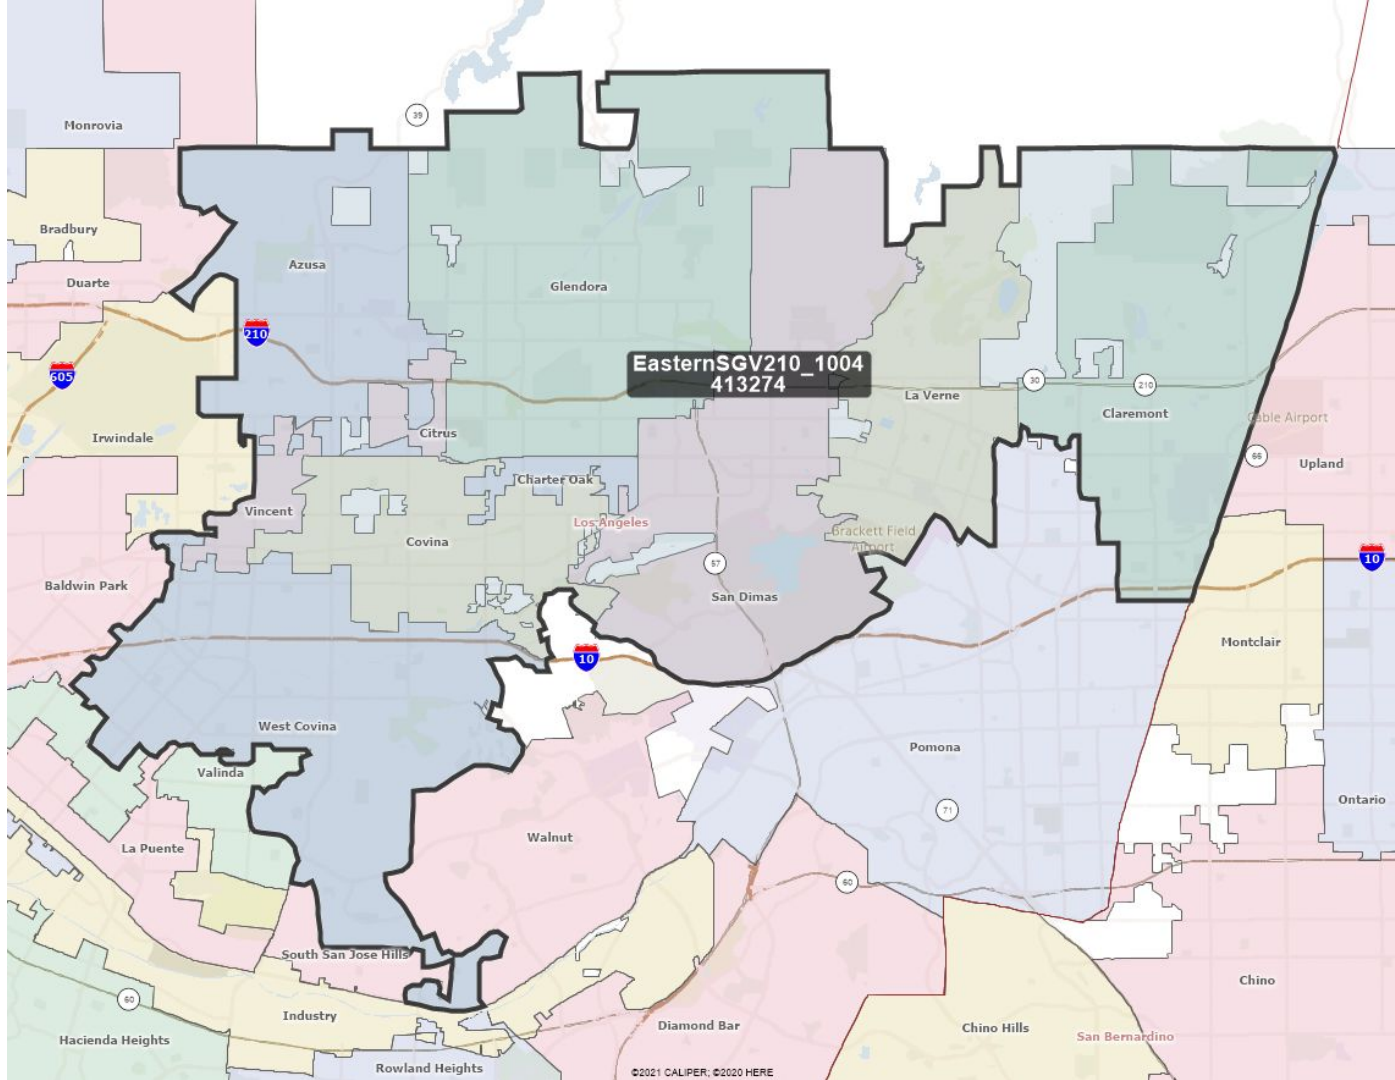 39
Monrovia
Bradbury
Azusa
Duarte
Glendora
210
605
EasternSGV210_1004
413274
30
210
La Verne
Claremont
Cable Airport
Citrus
Irwindale
66
Upland
Charter Oak
Vincent
Los Angeles
Brackett Field
Airport
Covina
10
57
Baldwin Park
San Dimas
Montclair
10
West Covina
Pomona
Valinda
Ontario
71
Walnut
La Puente
60
South San Jose Hills
Chino
60
Industry
Diamond Bar
Chino Hills
San Bernardino
Hacienda Heights
Rowland Heights
©2021 CALIPER; ©2020 HERE